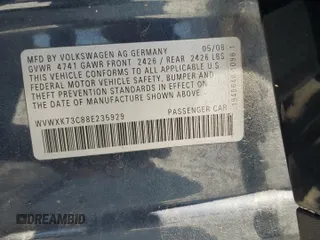 MFD BY VOLKSWAGEN AG GERMANY 05/08
GVWR 4741 GAWR FRONT 2426 / REAR 2426 LBS
THIS VEHICLE CONFORMS TO ALL APPLICABLE U.S.
FEDERAL MOTOR VEHICLE SAFETY, BUMPER AND
THEFT PREVENTION STANDARDS IN EFFECT ON THE
DATE OF MANUFACTURE SHOWN ABOVE.
WVWXK73C88E235929 PASSENGER CAR
DREAMBID